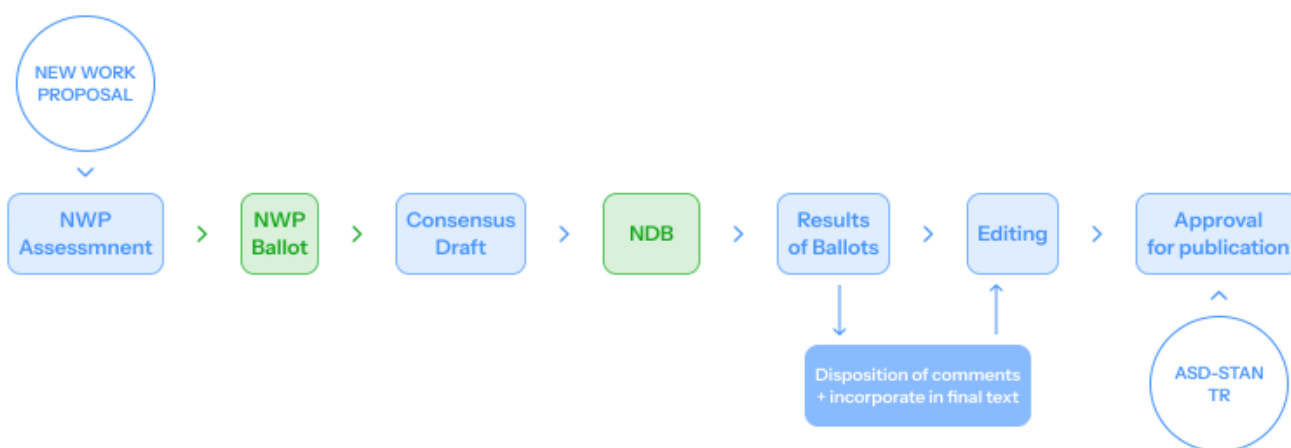 NEW WORK
PROPOSAL
NWP
Assessmnent
NWP
Ballot
Consensus
Draft
NDB
Results
of Ballots
Editing
Approval
for publication
Disposition of comments
+ incorporate in final text
ASD-STAN
TR